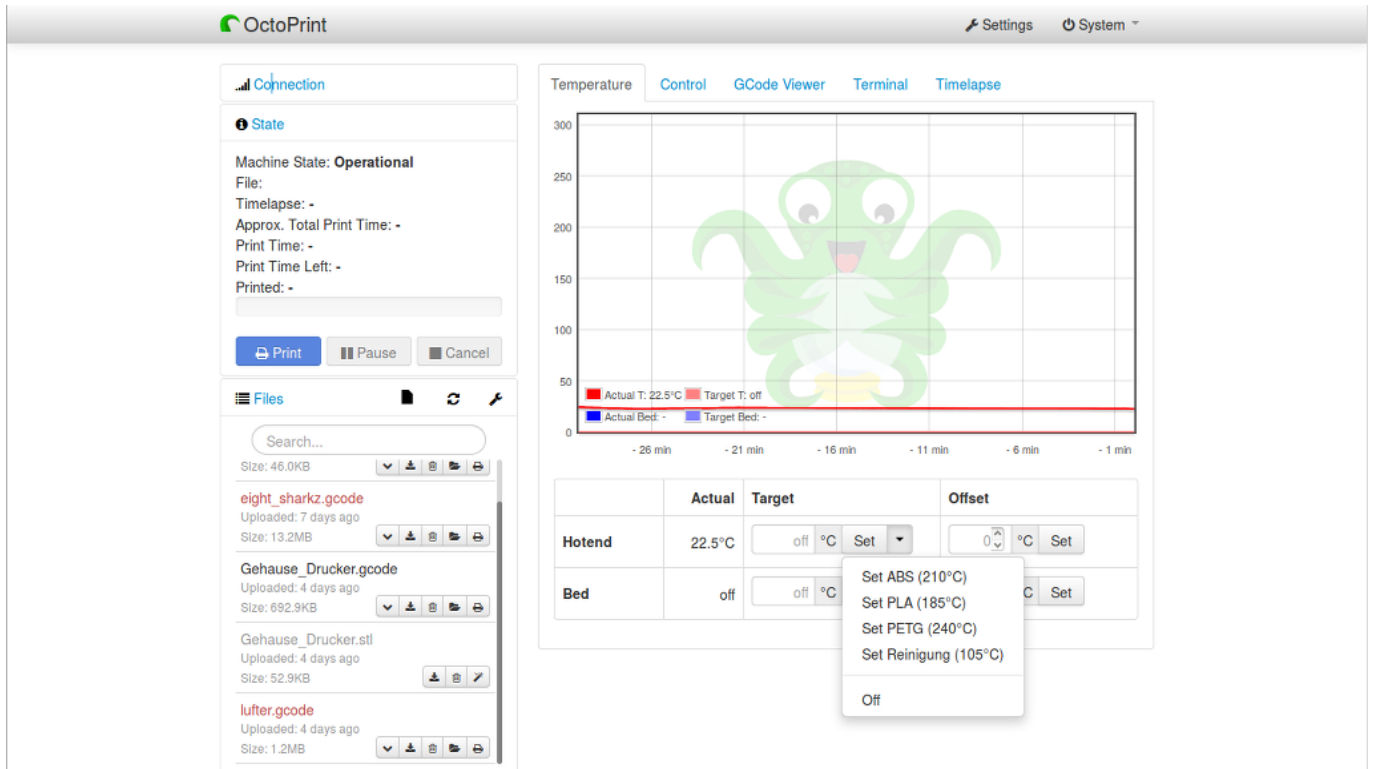 OctoPrint
Settings
System
Connection
State
Machine State: Operational
File:
Timelapse: -
Approx. Total Print Time: -
Print Time: -
Print Time Left: -
Printed: -
Print
Pause
Cancel
Files
Search...
Size: 46.0KB
eight_sharkz.gcode
Uploaded: 7 days ago
Size: 13.2MB
Gehause_Drucker.gcode
Uploaded: 4 days ago
Size: 692.9KB
Gehause_Drucker.stl
Uploaded: 4 days ago
Size: 52.9KB
lufter.gcode
Uploaded: 4 days ago
Size: 1.2MB
Temperature Control GCode Viewer Terminal Timelapse
300
250
200
150
100
50
0
Actual T: 22.5°C Target T: off
Actual Bed: - Target Bed: -
- 26 min - 21 min - 16 min - 11 min - 6 min - 1 min
Actual Target Offset
Hotend 22.5°C off °C Set 0 °C Set
Bed off off °C C Set
Set ABS (210°C)
Set PLA (185°C)
Set PETG (240°C)
Set Reinigung (105°C)
Off